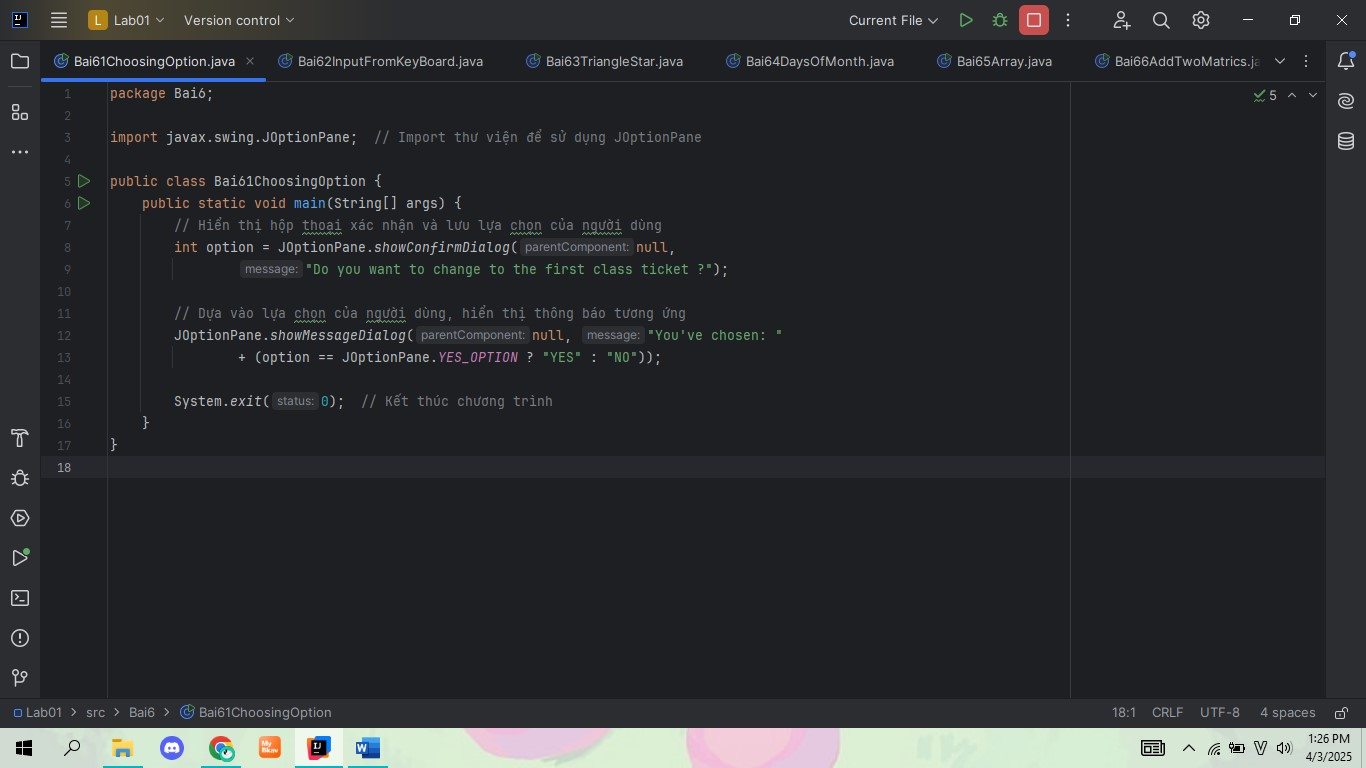 L Lab01 Version control Current File
Bai61ChoosingOption.java Bai62InputFromKeyBoard.java Bai63TriangleStar.java Bai64DaysOfMonth.java Bai65Array.java Bai66AddTwoMatrics.ja
1 package Bai6;
5
2
3 import javax.swing.JOptionPane;  // Import thư viện để sử dụng JOptionPane
4
5 public class Bai61ChoosingOption {
6     public static void main(String[] args) {
7         // Hiển thị hộp thoại xác nhận và lưu lựa chọn của người dùng
8         int option = JOptionPane.showConfirmDialog( parentComponent: null,
9                 message: "Do you want to change to the first class ticket ?");
10
11         // Dựa vào lựa chọn của người dùng, hiển thị thông báo tương ứng
12         JOptionPane.showMessageDialog( parentComponent: null, message: "You've chosen: "
13                 + (option == JOptionPane.YES_OPTION ? "YES" : "NO"));
14
15         System.exit( status: 0);  // Kết thúc chương trình
16     }
17 }
18
Lab01 > src > Bai6 > Bai61ChoosingOption 18:1 CRLF UTF-8 4 spaces
My Bkav
W
V
1:26 PM
4/3/2025